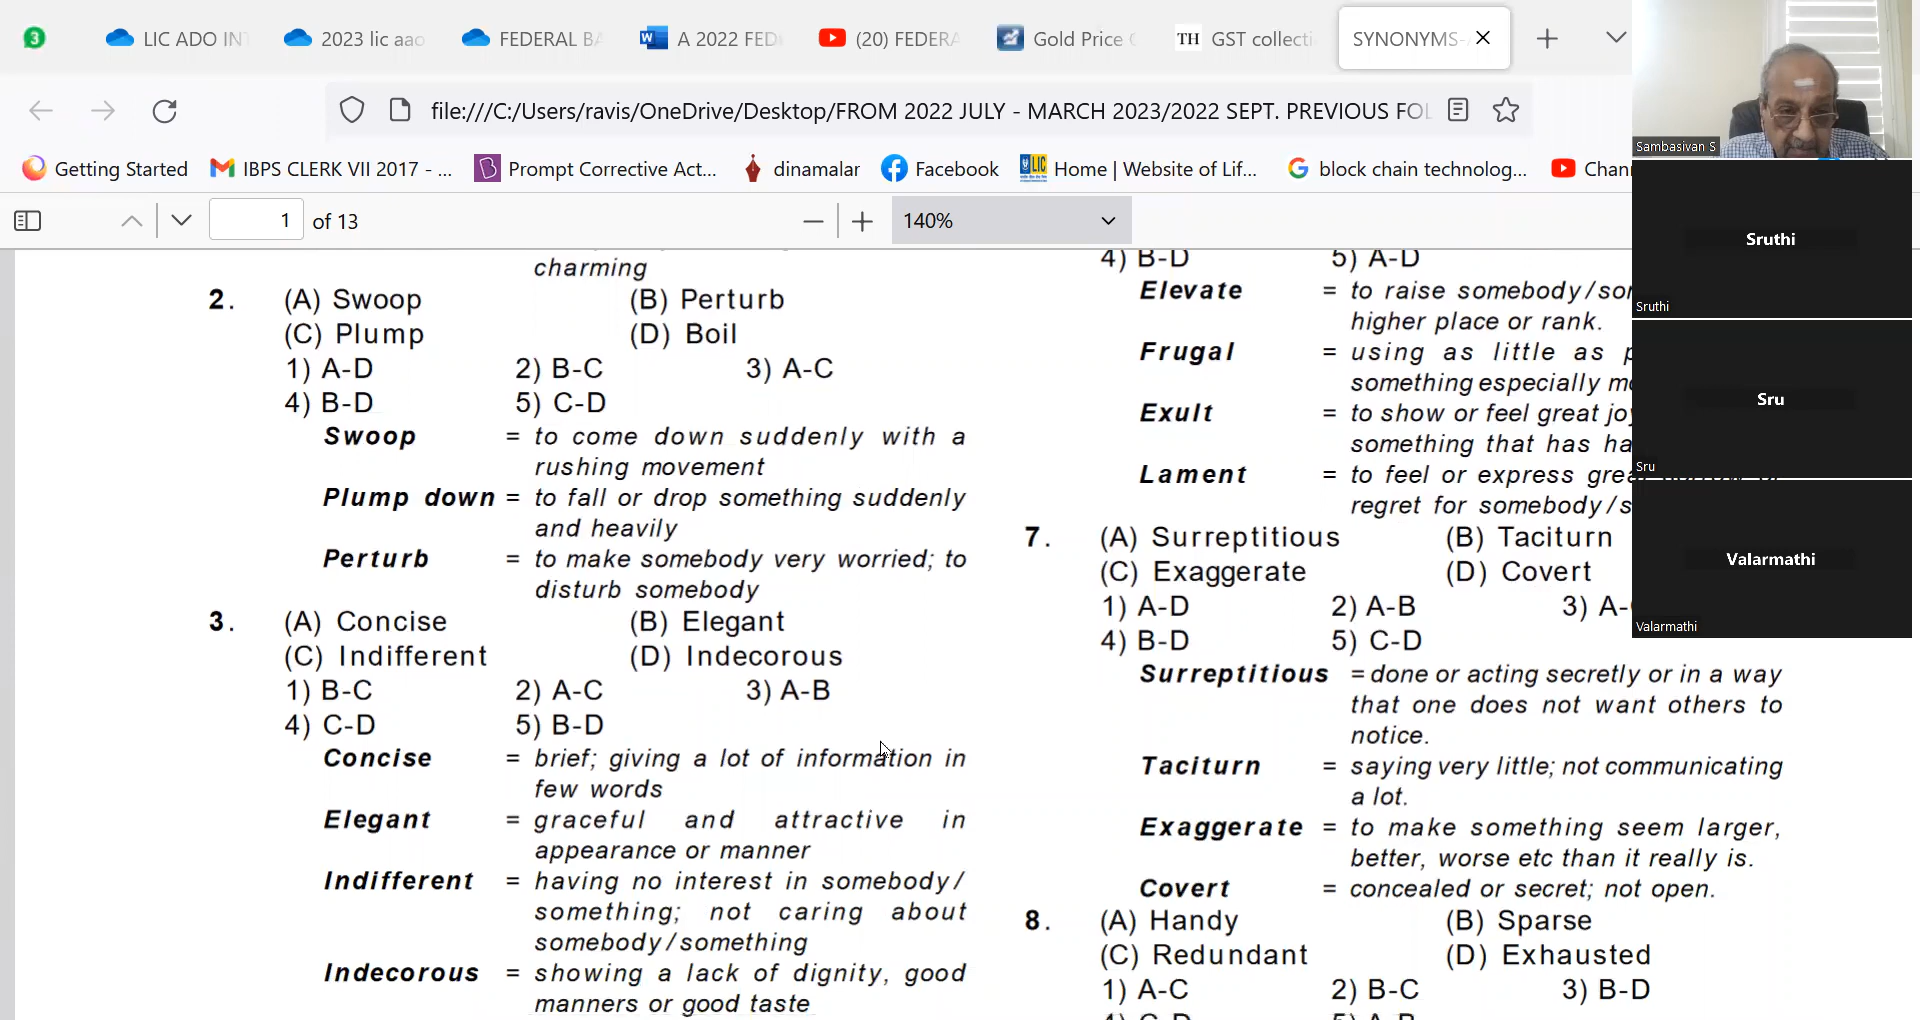 3
LIC ADO INT
2023 lic aao
FEDERAL BA
A 2022 FED
(20) FEDERA
Gold Price
GST collecti
SYNONYMS-
file:///C:/Users/ravis/OneDrive/Desktop/FROM 2022 JULY - MARCH 2023/2022 SEPT. PREVIOUS FOL
Getting Started
IBPS CLERK VII 2017 - ...
Prompt Corrective Act...
dinamalar
Facebook
Home | Website of Lif...
block chain technolog...
Chan
1 of 13
140%
charming
2. (A) Swoop (B) Perturb
(C) Plump (D) Boil
1) A-D 2) B-C 3) A-C
4) B-D 5) C-D
Swoop = to come down suddenly with a
rushing movement
Plump down = to fall or drop something suddenly
and heavily
Perturb = to make somebody very worried; to
disturb somebody
3. (A) Concise (B) Elegant
(C) Indifferent (D) Indecorous
1) B-C 2) A-C 3) A-B
4) C-D 5) B-D
Concise = brief; giving a lot of information in
few words
Elegant = graceful and attractive in
appearance or manner
Indifferent = having no interest in somebody/
something; not caring about
somebody/something
Indecorous = showing a lack of dignity, good
manners or good taste
4) B-D 5) A-D
Elevate = to raise somebody/so
higher place or rank.
Frugal = using as little as p
something especially mo
Exult = to show or feel great joy
something that has ha
Lament = to feel or express grea
regret for somebody/s
7. (A) Surreptitious (B) Taciturn
(C) Exaggerate (D) Covert
1) A-D 2) A-B 3) A-
4) B-D 5) C-D
Surreptitious = done or acting secretly or in a way
that one does not want others to
notice.
Taciturn = saying very little; not communicating
a lot.
Exaggerate = to make something seem larger,
better, worse etc than it really is.
Covert = concealed or secret; not open.
8. (A) Handy (B) Sparse
(C) Redundant (D) Exhausted
1) A-C 2) B-C 3) B-D
4) C-D 5) A-B
Sambasivan S
Sruthi
Sruthi
Sru
Sru
Valarmathi
Valarmathi